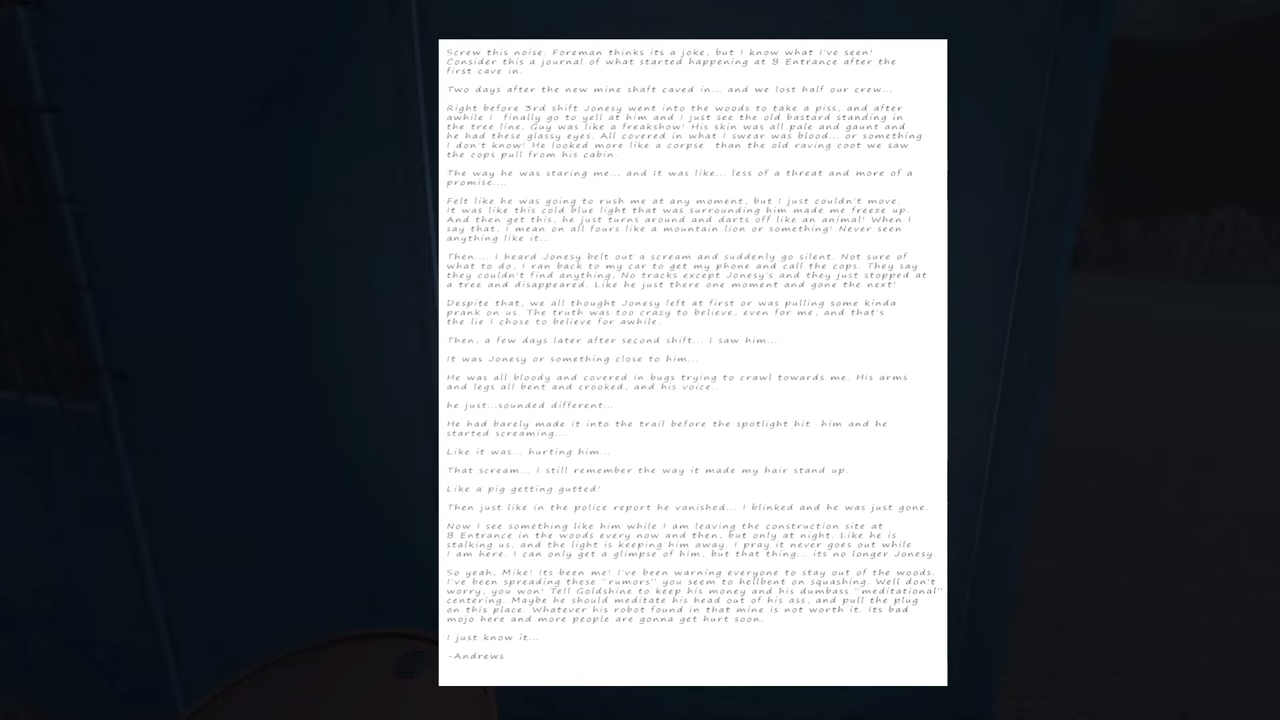 Screw this noise. Foreman thinks its a joke, but I know what I've seen!
Consider this a journal of what started happening at B Entrance after the
first cave in.
Two days after the new mine shaft caved in... and we lost half our crew...
Right before 3rd shift Jonesy went into the woods to take a piss, and after
awhile I finally go to yell at him and I just see the old bastard standing in
the tree line. Guy was like a freakshow! His skin was all pale and gaunt and
he had these glassy eyes. All covered in what I swear was blood... or something
I don't know! He looked more like a corpse than the old raving coot we saw
the cops pull from his cabin.
The way he was staring me... and it was like... less of a threat and more of a
promise....
Felt like he was going to rush me at any moment, but I just couldn't move.
It was like this cold blue light that was surrounding him made me freeze up.
And then get this, he just turns around and darts off like an animal! When I
say that, I mean on all fours like a mountain lion or something! Never seen
anything like it...
Then.... I heard Jonesy belt out a scream and suddenly go silent. Not sure of
what to do, I ran back to my car to get my phone and call the cops. They say
they couldn't find anything. No tracks except Jonesy's and they just stopped at
a tree and disappeared. Like he just there one moment and gone the next!
Despite that, we all thought Jonesy left at first or was pulling some kinda
prank on us. The truth was too crazy to believe, even for me, and that's
the lie I chose to believe for awhile.
Then, a few days later after second shift... I saw him...
It was Jonesy or something close to him...
He was all bloody and covered in bugs trying to crawl towards me. His arms
and legs all bent and crooked, and his voice..
he just...sounded different...
He had barely made it into the trail before the spotlight hit him and he
started screaming....
Like it was... hurting him...
That scream... I still remember the way it made my hair stand up.
Like a pig getting gutted!
Then just like in the police report he vanished... I blinked and he was just gone.
Now I see something like him while I am leaving the construction site at
B Entrance in the woods every now and then, but only at night. Like he is
stalking us, and the light is keeping him away. I pray it never goes out while
I am here. I can only get a glimpse of him, but that thing... its no longer Jonesy.
So yeah, Mike! Its been me! I've been warning everyone to stay out of the woods.
I've been spreading these "rumors" you seem to hellbent on squashing. Well don't
worry, you won! Tell Goldshine to keep his money and his dumbass "meditational"
centering. Maybe he should meditate his head out of his ass, and pull the plug
on this place. Whatever his robot found in that mine is not worth it. Its bad
mojo here and more people are gonna get hurt soon.
I just know it...
-Andrews